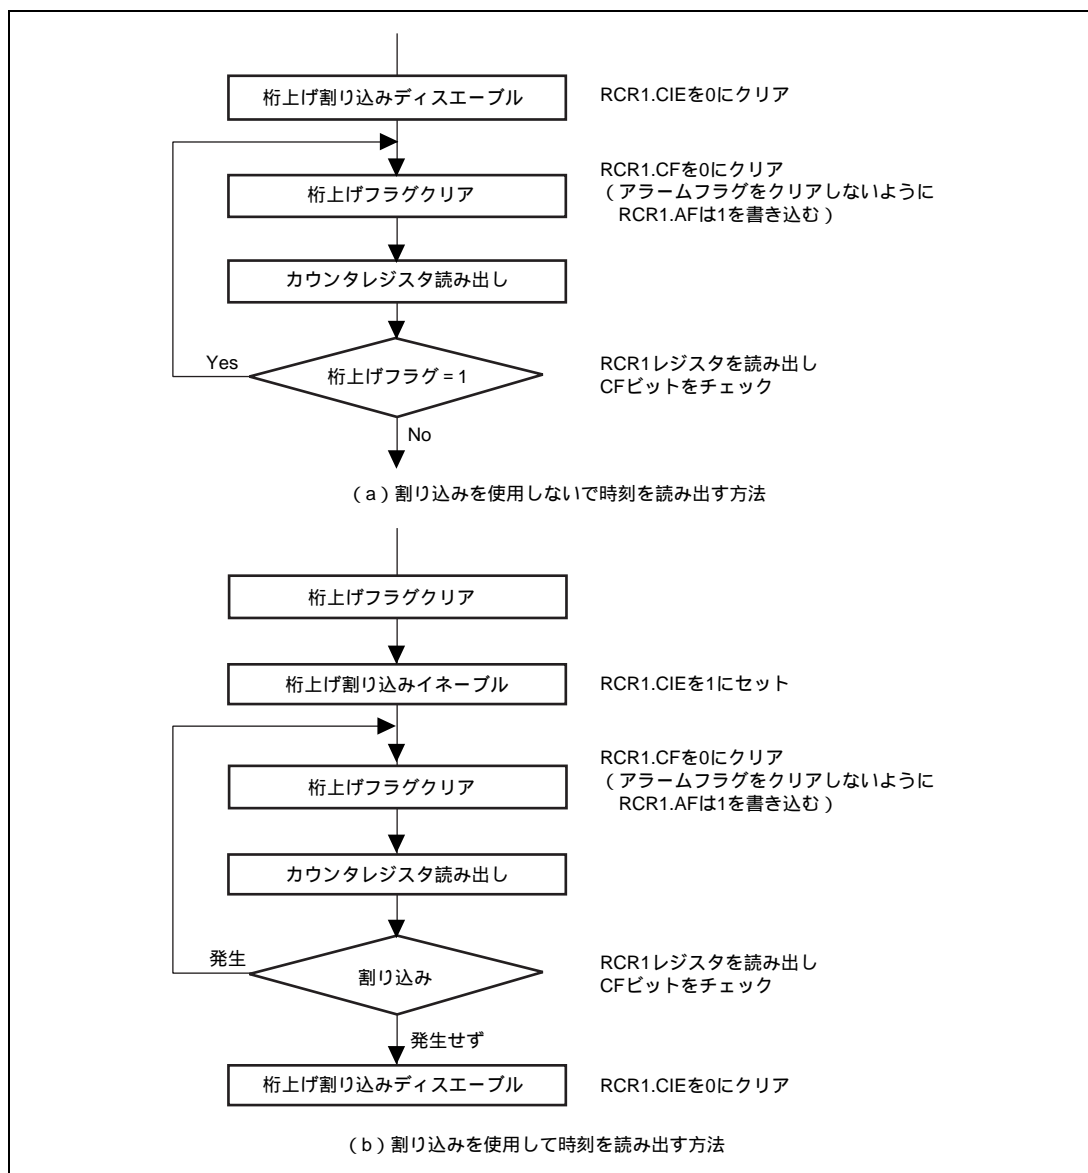 桁上げ割り込みディスエーブル
RCR1.CIEを0にクリア
桁上げフラグクリア
RCR1.CFを0にクリア
（アラームフラグをクリアしないように
RCR1.AFは1を書き込む）
カウンタレジスタ読み出し
Yes
桁上げフラグ = 1
RCR1レジスタを読み出し
CFビットをチェック
No
（a）割り込みを使用しないで時刻を読み出す方法
桁上げフラグクリア
桁上げ割り込みイネーブル
RCR1.CIEを1にセット
桁上げフラグクリア
RCR1.CFを0にクリア
（アラームフラグをクリアしないように
RCR1.AFは1を書き込む）
カウンタレジスタ読み出し
発生
割り込み
RCR1レジスタを読み出し
CFビットをチェック
発生せず
桁上げ割り込みディスエーブル
RCR1.CIEを0にクリア
（b）割り込みを使用して時刻を読み出す方法